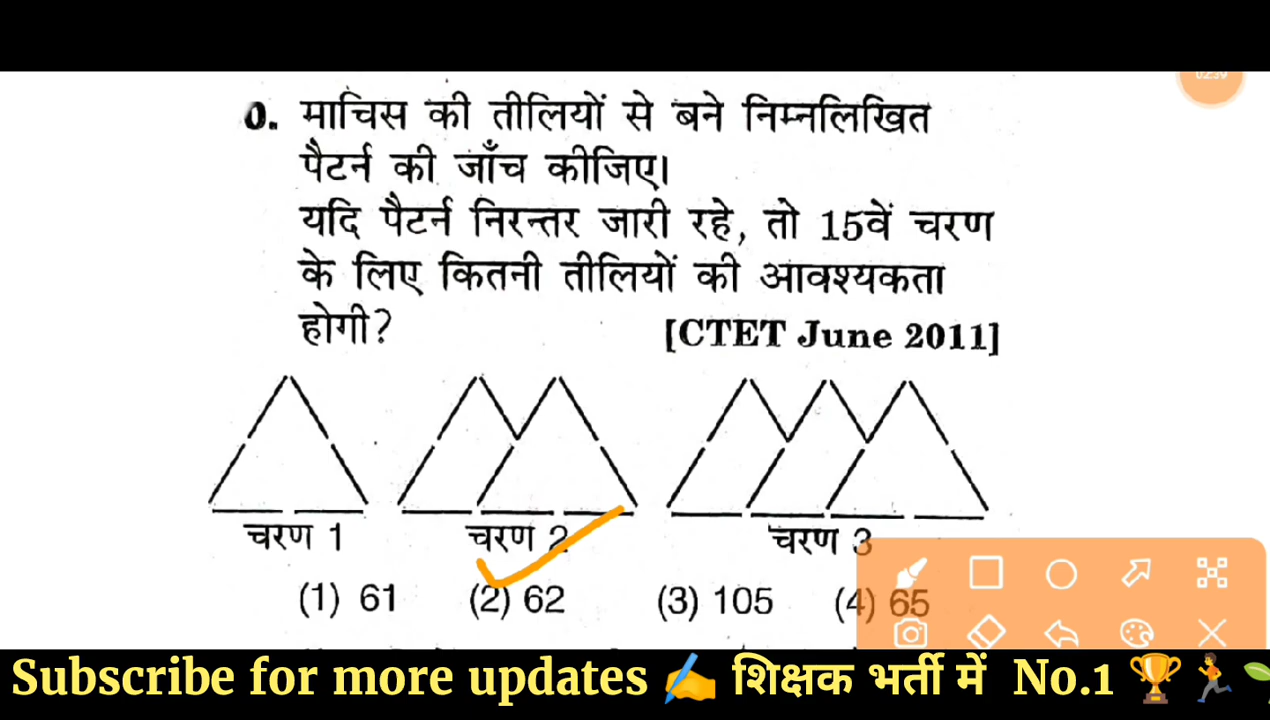 02:39
0. माचिस की तीलियों से बने निम्नलिखित
पैटर्न की जाँच कीजिए।
यदि पैटर्न निरन्तर जारी रहे, तो 15वें चरण
के लिए कितनी तीलियों की आवश्यकता
होगी? [CTET June 2011]
चरण 1 चरण 2 चरण 3
(1) 61 (2) 62 (3) 105 (4) 65
Subscribe for more updates ✍️ शिक्षक भर्ती में No.1 🏆🏃